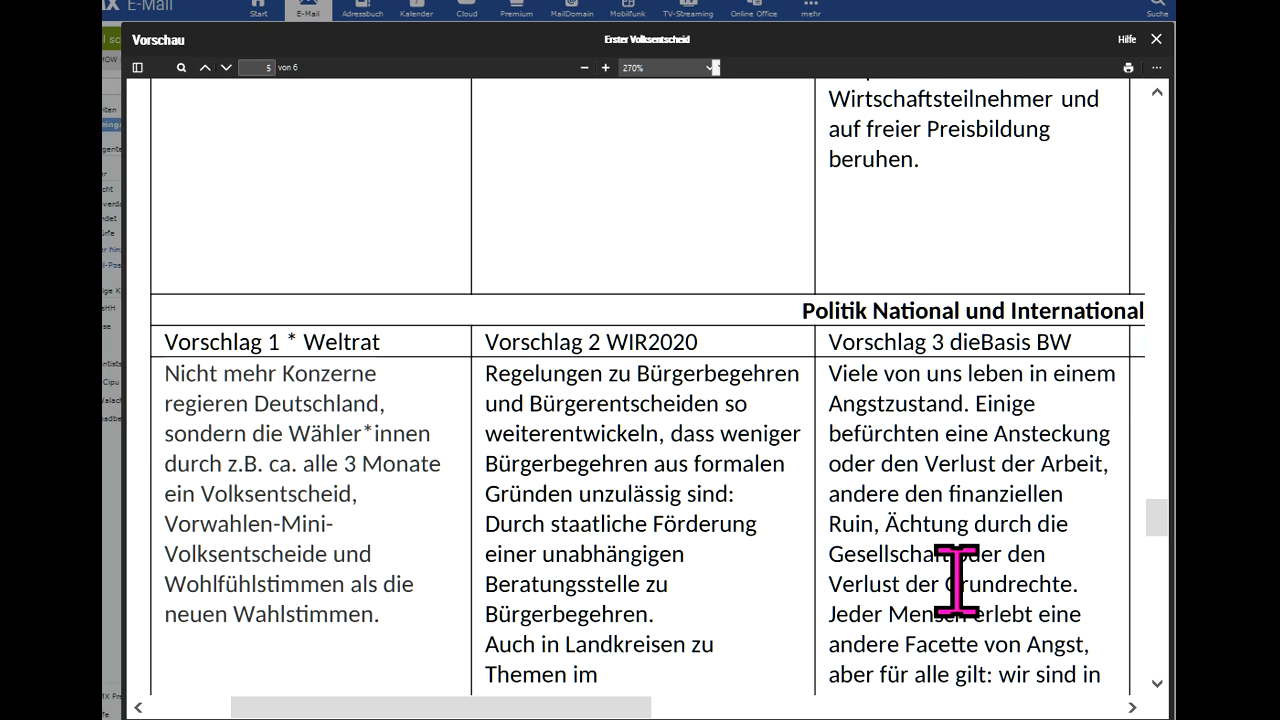 E-Mail
Start
E-Mail
Adressbuch
Kalender
Cloud
Premium
MailDomain
Mobilfunk
TV-Streaming
Online Office
mehr
Suche
Vorschau
Erster Volksentscheid
Hilfe
5 von 6
270%
Wirtschaftsteilnehmer und
auf freier Preisbildung
beruhen.
Politik National und International
Vorschlag 1 * Weltrat
Nicht mehr Konzerne
regieren Deutschland,
sondern die Wähler*innen
durch z.B. ca. alle 3 Monate
ein Volksentscheid,
Vorwahlen-Mini-
Volksentscheide und
Wohlfühlstimmen als die
neuen Wahlstimmen.
Vorschlag 2 WIR2020
Regelungen zu Bürgerbegehren
und Bürgerentscheiden so
weiterentwickeln, dass weniger
Bürgerbegehren aus formalen
Gründen unzulässig sind:
Durch staatliche Förderung
einer unabhängigen
Beratungsstelle zu
Bürgerbegehren.
Auch in Landkreisen zu
Themen im
Vorschlag 3 dieBasis BW
Viele von uns leben in einem
Angstzustand. Einige
befürchten eine Ansteckung
oder den Verlust der Arbeit,
andere den finanziellen
Ruin, Ächtung durch die
Gesellschaft oder den
Verlust der Grundrechte.
Jeder Mensch erlebt eine
andere Facette von Angst,
aber für alle gilt: wir sind in